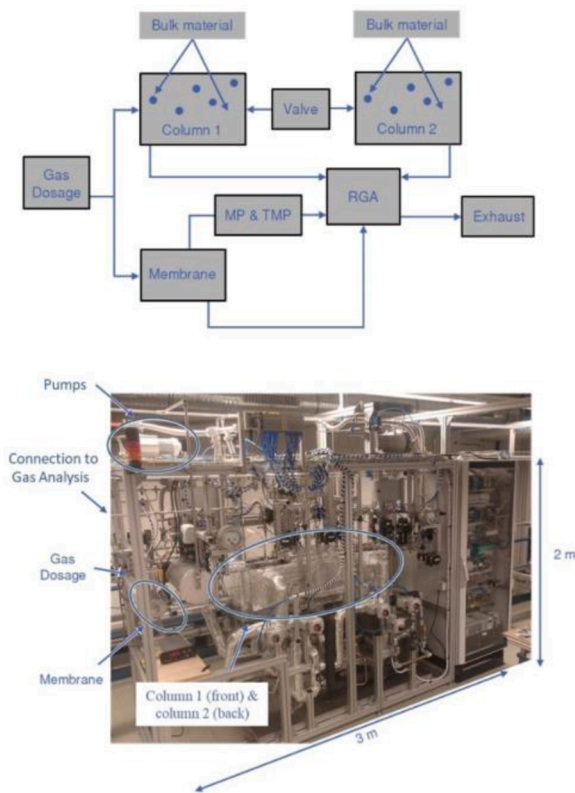 Bulk material
Bulk material
Column 1
Valve
Column 2
Gas
Dosage
MP & TMP
RGA
Exhaust
Membrane
Pumps
Connection to
Gas Analysis
Gas
Dosage
2 m
Membrane
Column 1 (front) &
column 2 (back)
3 m